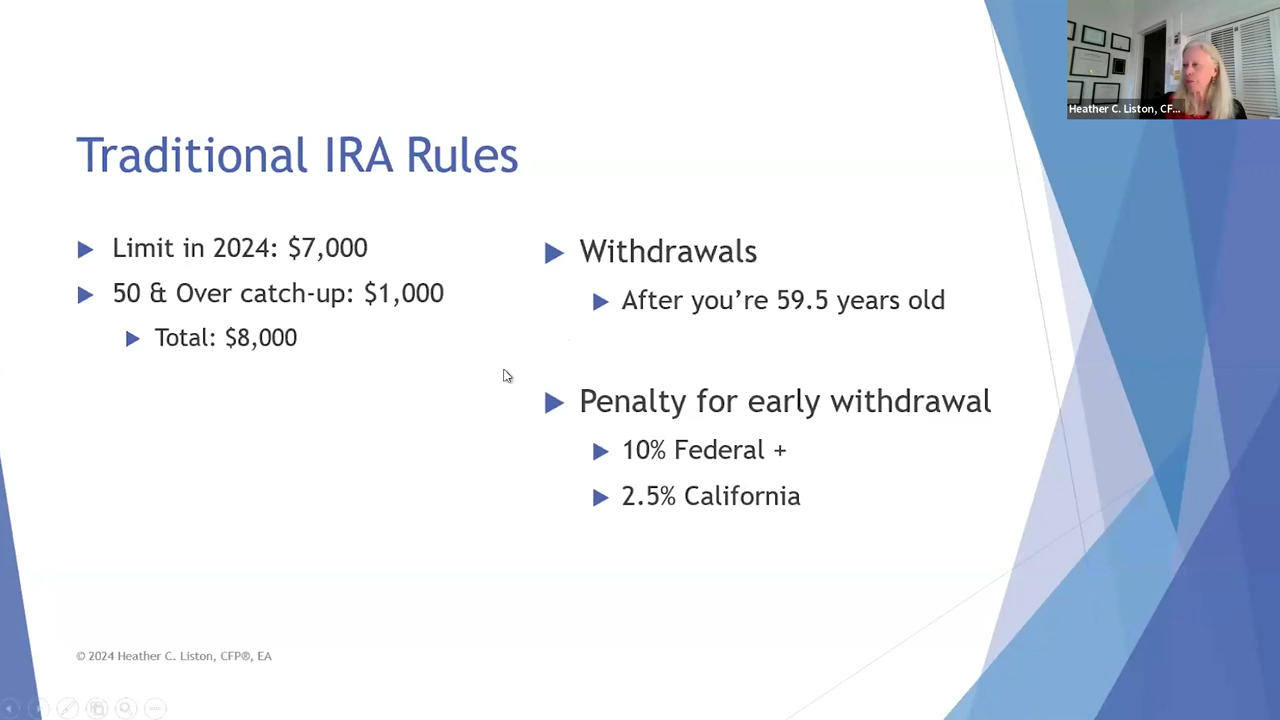 Heather C. Liston, CF...
Traditional IRA Rules
Limit in 2024: $7,000
50 & Over catch-up: $1,000
Total: $8,000
Withdrawals
After you’re 59.5 years old
Penalty for early withdrawal
10% Federal +
2.5% California
© 2024 Heather C. Liston, CFP®, EA